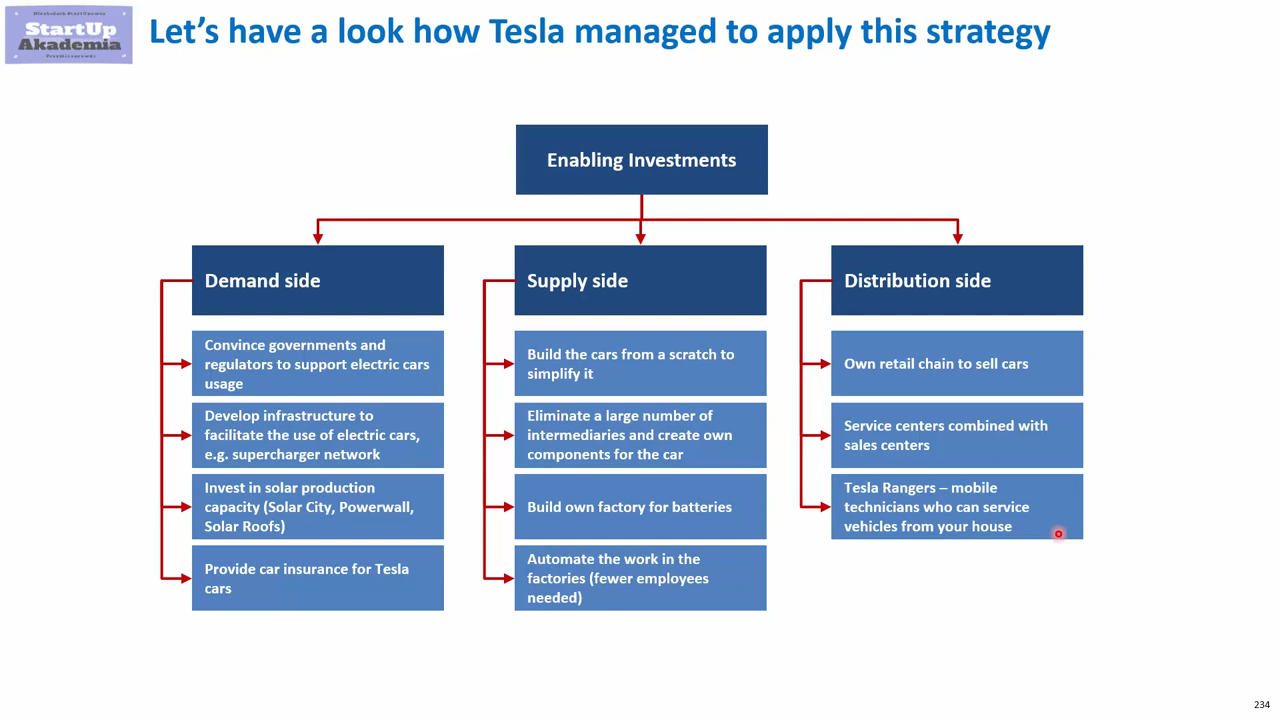 StartUp
Akademia
Let's have a look how Tesla managed to apply this strategy
Enabling Investments
Demand side
Convince governments and
regulators to support electric cars
usage
Develop infrastructure to
facilitate the use of electric cars,
e.g. supercharger network
Invest in solar production
capacity (Solar City, Powerwall,
Solar Roofs)
Provide car insurance for Tesla
cars
Supply side
Build the cars from a scratch to
simplify it
Eliminate a large number of
intermediaries and create own
components for the car
Build own factory for batteries
Automate the work in the
factories (fewer employees
needed)
Distribution side
Own retail chain to sell cars
Service centers combined with
sales centers
Tesla Rangers – mobile
technicians who can service
vehicles from your house
234